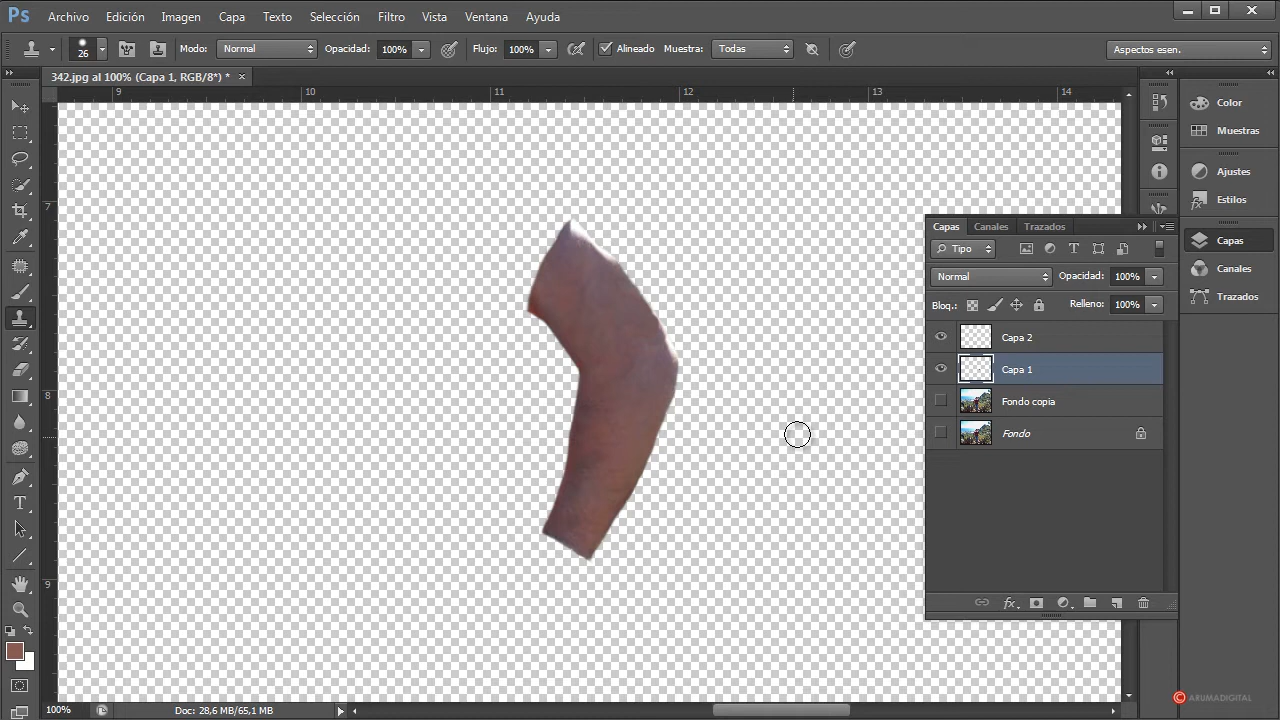 Ps Archivo Edición Imagen Capa Texto Selección Filtro Vista Ventana Ayuda
26 Modo: Normal Opacidad: 100% Flujo: 100% Alineado Muestra: Todas Aspectos esen.
342.jpg al 100% (Capa 1, RGB/8*) * ×
9 10 11 12 13 14
7
8
9
Color
Muestras
Ajustes
Estilos
Capas
Canales
Trazados
Capas Canales Trazados
Tipo T
Normal Opacidad: 100%
Bloq.: Relleno: 100%
Capa 2
Capa 1
Fondo copia
Fondo
fx
T
100% Doc: 28,6 MB/65,1 MB
© ARUMADIGITAL